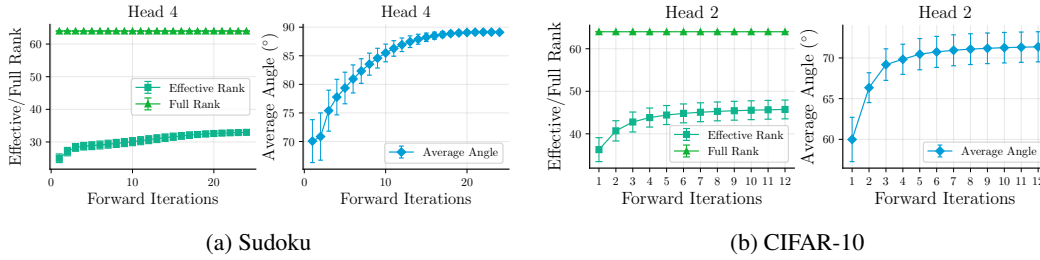 Head 4
Effective/Full Rank
60
50
40
30
Effective Rank
Full Rank
0
10
20
Forward Iterations
Head 4
Average Angle (°)
90
85
80
75
70
Average Angle
0
10
20
Forward Iterations
(a) Sudoku
Head 2
Effective/Full Rank
60
50
40
Effective Rank
Full Rank
1 2 3 4 5 6 7 8 9 10 11 12
Forward Iterations
Head 2
Average Angle (°)
70
65
60
Average Angle
1 2 3 4 5 6 7 8 9 10 11 12
Forward Iterations
(b) CIFAR-10